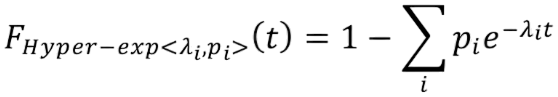 F_{Hyper-exp<λ_i,p_i>}(t) = 1 − ∑_i p_i e^{−λ_i t}